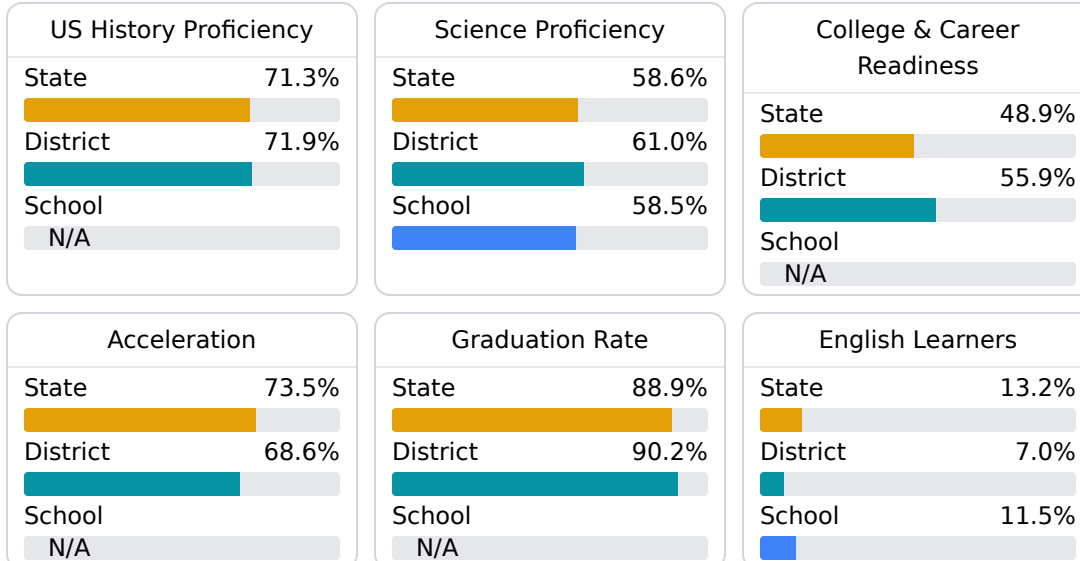 US History Proficiency
State 71.3%
District 71.9%
School
N/A
Science Proficiency
State 58.6%
District 61.0%
School 58.5%
College & Career
Readiness
State 48.9%
District 55.9%
School
N/A
Acceleration
State 73.5%
District 68.6%
School
N/A
Graduation Rate
State 88.9%
District 90.2%
School
N/A
English Learners
State 13.2%
District 7.0%
School 11.5%